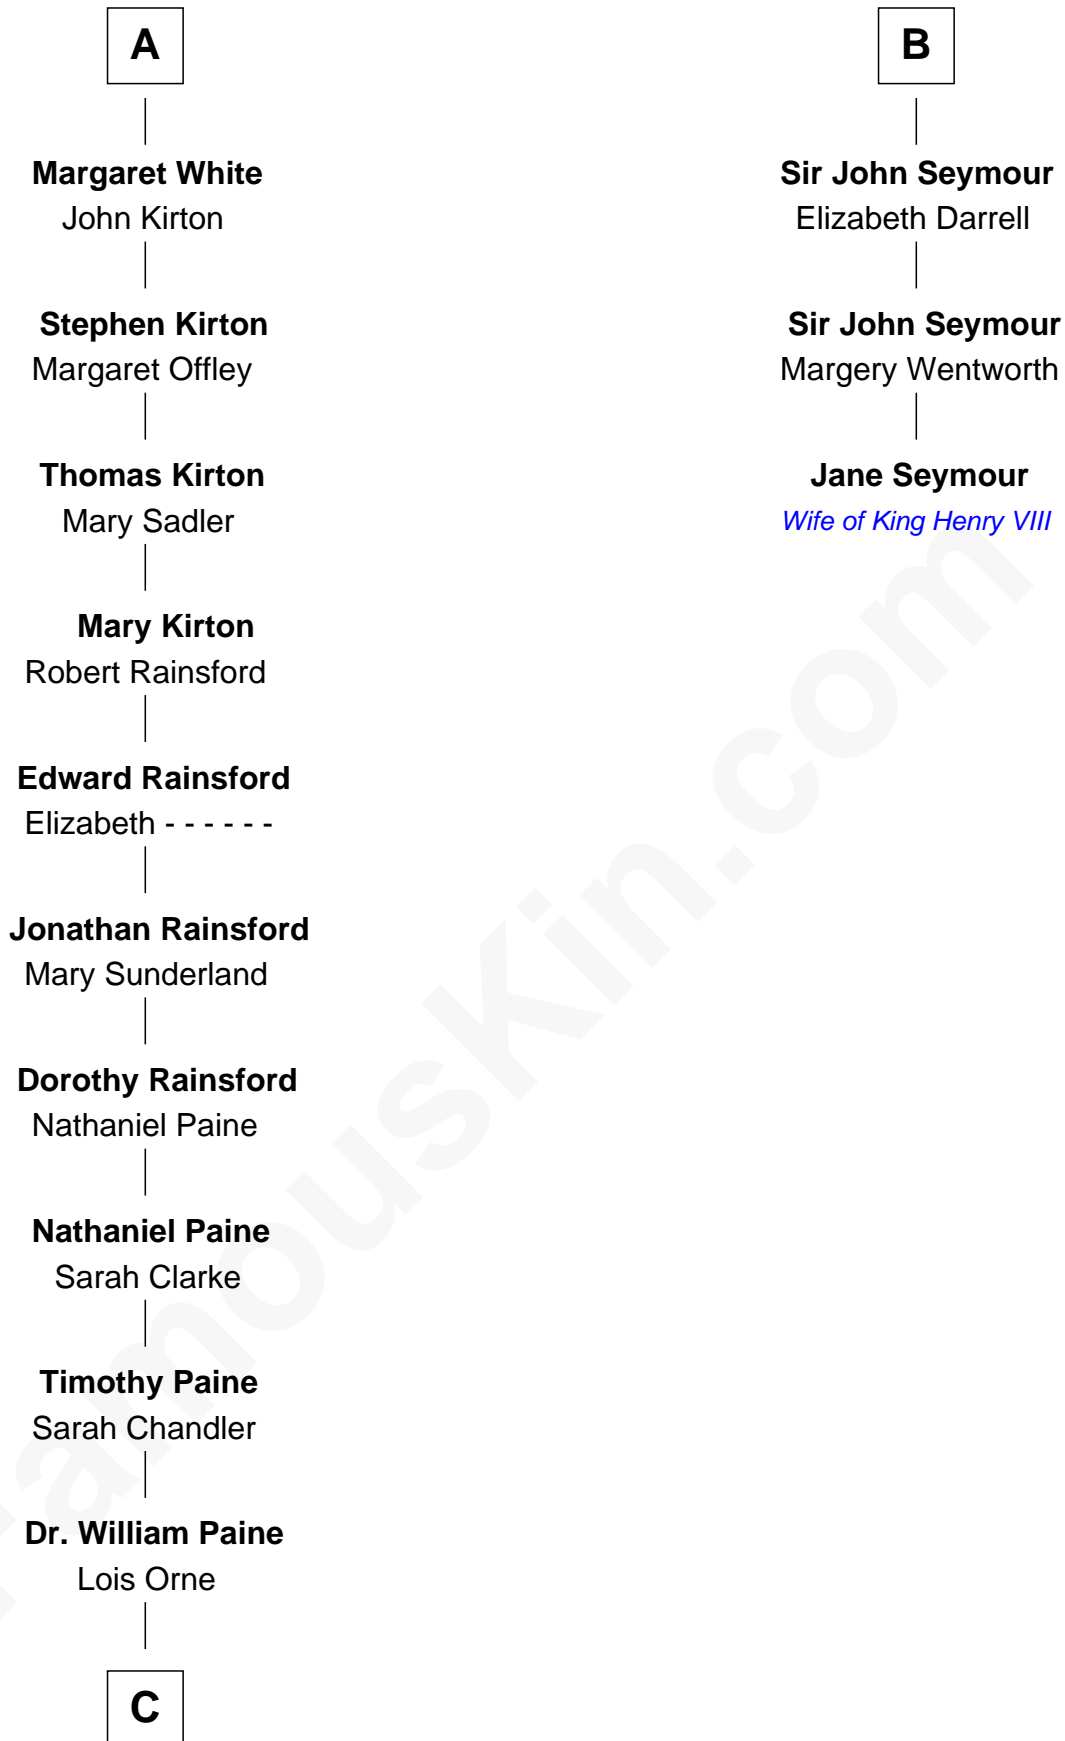 A
Margaret White
John Kirton
Stephen Kirton
Margaret Offley
Thomas Kirton
Mary Sadler
Mary Kirton
Robert Rainsford
Edward Rainsford
Elizabeth - - - - - -
Jonathan Rainsford
Mary Sunderland
Dorothy Rainsford
Nathaniel Paine
Nathaniel Paine
Sarah Clarke
Timothy Paine
Sarah Chandler
Dr. William Paine
Lois Orne
C
B
Sir John Seymour
Elizabeth Darrell
Sir John Seymour
Margery Wentworth
Jane Seymour
Wife of King Henry VIII
FamousKin.com